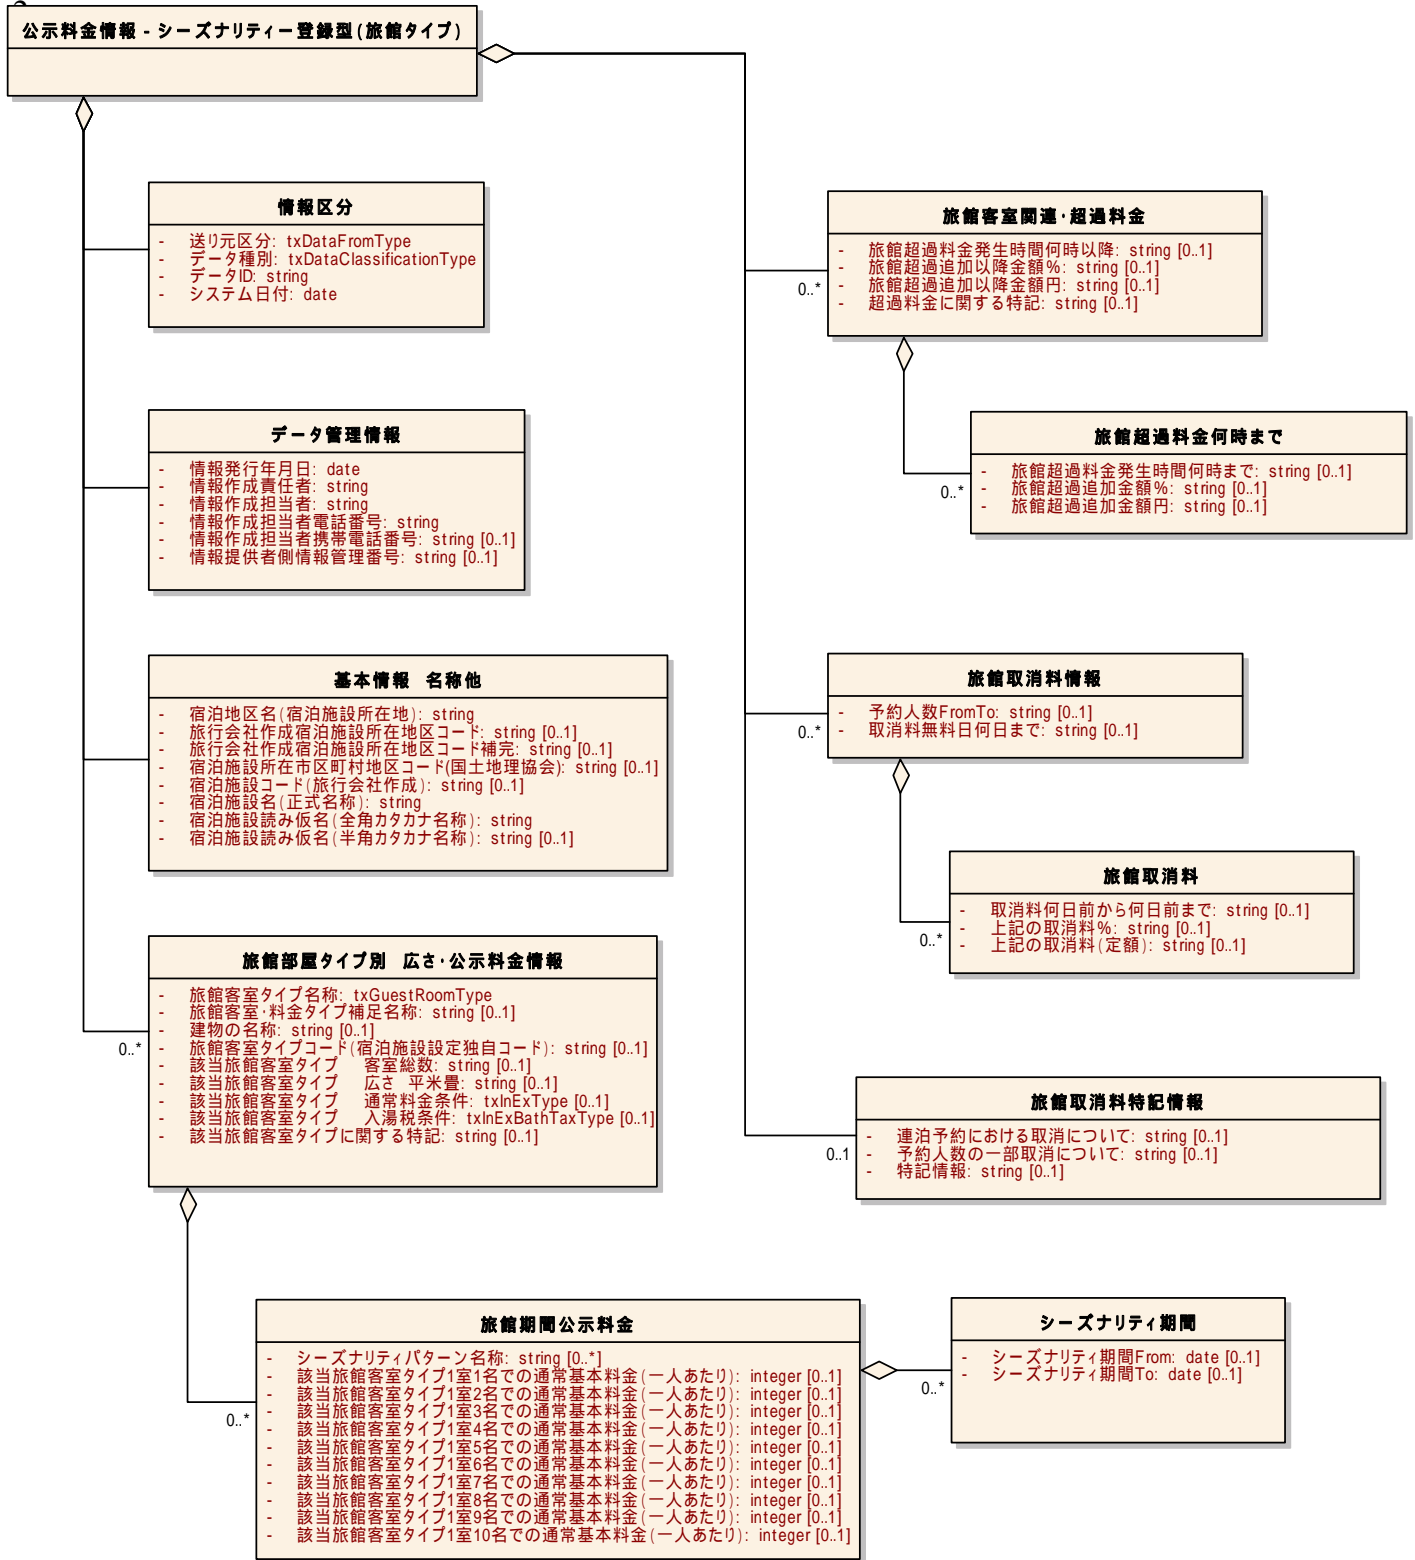 公示料金情報 - シーズナリティー登録型(旅館タイプ)
情報区分
- 送り元区分: txDataFromType
- データ種別: txDataClassificationType
- データID: string
- システム日付: date
データ管理情報
- 情報発行年月日: date
- 情報作成責任者: string
- 情報作成担当者: string
- 情報作成担当者電話番号: string
- 情報作成担当者携帯電話番号: string [0..1]
- 情報提供者側情報管理番号: string [0..1]
基本情報 名称他
- 宿泊地区名(宿泊施設所在地): string
- 旅行会社作成宿泊施設所在地区コード: string [0..1]
- 旅行会社作成宿泊施設所在地区コード補完: string [0..1]
- 宿泊施設所在市区町村地区コード(国土地理協会): string [0..1]
- 宿泊施設コード(旅行会社作成): string [0..1]
- 宿泊施設名(正式名称): string
- 宿泊施設読み仮名(全角カタカナ名称): string
- 宿泊施設読み仮名(半角カタカナ名称): string [0..1]
旅館部屋タイプ別 広さ・公示料金情報
- 旅館客室タイプ名称: txGuestRoomType
- 旅館客室・料金タイプ補足名称: string [0..1]
- 建物の名称: string [0..1]
- 旅館客室タイプコード(宿泊施設設定独自コード): string [0..1]
- 該当旅館客室タイプ 客室総数: string [0..1]
- 該当旅館客室タイプ 広さ 平米畳: string [0..1]
- 該当旅館客室タイプ 通常料金条件: txInExType [0..1]
- 該当旅館客室タイプ 入湯税条件: txInExBathTaxType [0..1]
- 該当旅館客室タイプに関する特記: string [0..1]
0..*
旅館期間公示料金
- シーズナリティパターン名称: string [0..*]
- 該当旅館客室タイプ1室1名での通常基本料金(一人あたり): integer [0..1]
- 該当旅館客室タイプ1室2名での通常基本料金(一人あたり): integer [0..1]
- 該当旅館客室タイプ1室3名での通常基本料金(一人あたり): integer [0..1]
- 該当旅館客室タイプ1室4名での通常基本料金(一人あたり): integer [0..1]
- 該当旅館客室タイプ1室5名での通常基本料金(一人あたり): integer [0..1]
- 該当旅館客室タイプ1室6名での通常基本料金(一人あたり): integer [0..1]
- 該当旅館客室タイプ1室7名での通常基本料金(一人あたり): integer [0..1]
- 該当旅館客室タイプ1室8名での通常基本料金(一人あたり): integer [0..1]
- 該当旅館客室タイプ1室9名での通常基本料金(一人あたり): integer [0..1]
- 該当旅館客室タイプ1室10名での通常基本料金(一人あたり): integer [0..1]
0..*
シーズナリティ期間
- シーズナリティ期間From: date [0..1]
- シーズナリティ期間To: date [0..1]
0..*
旅館客室関連・超過料金
- 旅館超過料金発生時間何時以降: string [0..1]
- 旅館超過追加以降金額%: string [0..1]
- 旅館超過追加以降金額円: string [0..1]
- 超過料金に関する特記: string [0..1]
0..*
旅館超過料金何時まで
- 旅館超過料金発生時間何時まで: string [0..1]
- 旅館超過追加金額%: string [0..1]
- 旅館超過追加金額円: string [0..1]
0..*
旅館取消料情報
- 予約人数FromTo: string [0..1]
- 取消料無料日何日まで: string [0..1]
0..*
旅館取消料
- 取消料何日前から何日前まで: string [0..1]
- 上記の取消料%: string [0..1]
- 上記の取消料(定額): string [0..1]
0..*
旅館取消料特記情報
- 連泊予約における取消について: string [0..1]
- 予約人数の一部取消について: string [0..1]
- 特記情報: string [0..1]
0..1